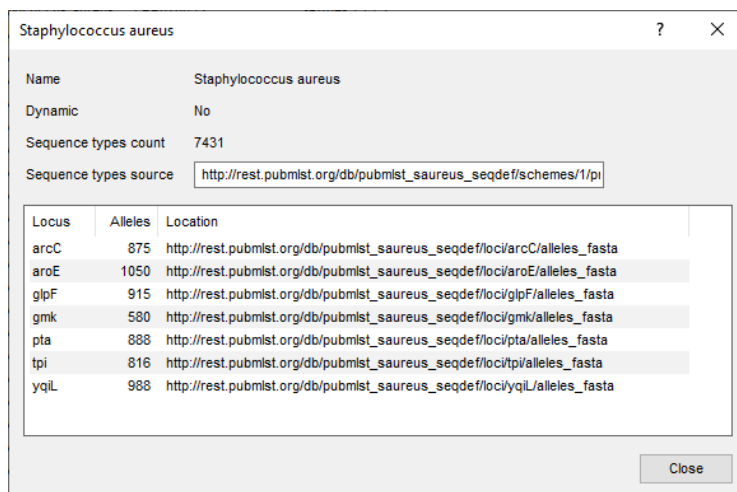 Staphylococcus aureus ? ×
Name Staphylococcus aureus
Dynamic No
Sequence types count 7431
Sequence types source http://rest.pubmlst.org/db/pubmlst_saureus_seqdef/schemes/1/p
Locus Alleles Location
arcC 875 http://rest.pubmlst.org/db/pubmlst_saureus_seqdef/loci/arcC/alleles_fasta
aroE 1050 http://rest.pubmlst.org/db/pubmlst_saureus_seqdef/loci/aroE/alleles_fasta
glpF 915 http://rest.pubmlst.org/db/pubmlst_saureus_seqdef/loci/glpF/alleles_fasta
gmk 580 http://rest.pubmlst.org/db/pubmlst_saureus_seqdef/loci/gmk/alleles_fasta
pta 888 http://rest.pubmlst.org/db/pubmlst_saureus_seqdef/loci/pta/alleles_fasta
tpi 816 http://rest.pubmlst.org/db/pubmlst_saureus_seqdef/loci/tpi/alleles_fasta
yqiL 988 http://rest.pubmlst.org/db/pubmlst_saureus_seqdef/loci/yqiL/alleles_fasta
Close